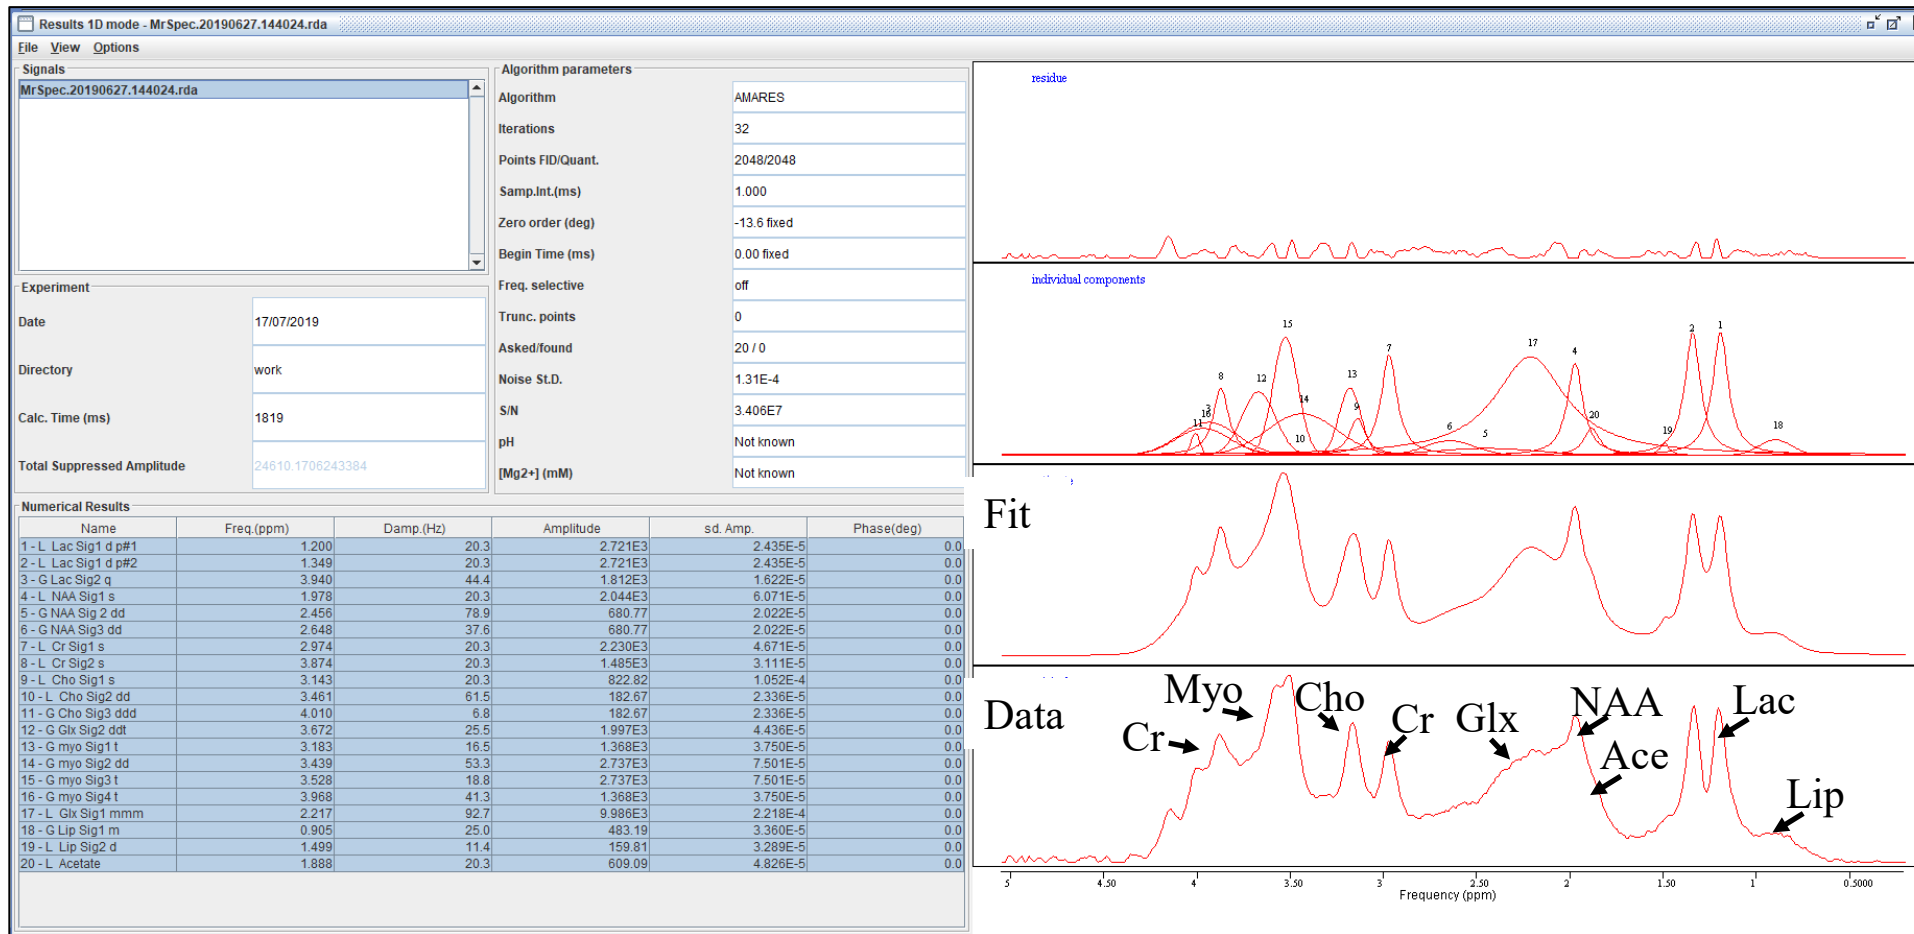 Results 1D mode - MrSpec.20190627.144024.rda
File View Options
Signals
MrSpec.20190627.144024.rda
Experiment
Date 17/07/2019
Directory work
Calc. Time (ms) 1819
Total Suppressed Amplitude 24610.1706243384
Algorithm parameters
Algorithm AMARES
Iterations 32
Points FID/Quant. 2048/2048
Samp.Int.(ms) 1.000
Zero order (deg) -13.6 fixed
Begin Time (ms) 0.00 fixed
Freq. selective off
Trunc. points 0
Asked/found 20 / 0
Noise St.D. 1.31E-4
S/N 3.406E7
pH Not known
[Mg2+] (mM) Not known
Numerical Results
Name Freq.(ppm) Damp.(Hz) Amplitude sd. Amp. Phase(deg)
1 - L Lac Sig1 d p#1 1.200 20.3 2.721E3 2.435E-5 0.0
2 - L Lac Sig1 d p#2 1.349 20.3 2.721E3 2.435E-5 0.0
3 - G Lac Sig2 q 3.940 44.4 1.812E3 1.622E-5 0.0
4 - L NAA Sig1 s 1.978 20.3 2.044E3 6.071E-5 0.0
5 - G NAA Sig 2 dd 2.456 78.9 680.77 2.022E-5 0.0
6 - G NAA Sig3 dd 2.648 37.6 680.77 2.022E-5 0.0
7 - L Cr Sig1 s 2.974 20.3 2.230E3 4.671E-5 0.0
8 - L Cr Sig2 s 3.874 20.3 1.485E3 3.111E-5 0.0
9 - L Cho Sig1 s 3.143 20.3 822.82 1.052E-4 0.0
10 - L Cho Sig2 dd 3.461 61.5 182.67 2.336E-5 0.0
11 - G Cho Sig3 ddd 4.010 6.8 182.67 2.336E-5 0.0
12 - G Glx Sig2 ddt 3.672 25.5 1.997E3 4.436E-5 0.0
13 - G myo Sig1 t 3.183 16.5 1.368E3 3.750E-5 0.0
14 - G myo Sig2 dd 3.439 53.3 2.737E3 7.501E-5 0.0
15 - G myo Sig3 t 3.528 18.8 2.737E3 7.501E-5 0.0
16 - G myo Sig4 t 3.968 41.3 1.368E3 3.750E-5 0.0
17 - L Glx Sig1 mmm 2.217 92.7 9.986E3 2.218E-4 0.0
18 - G Lip Sig1 m 0.905 25.0 483.19 3.360E-5 0.0
19 - L Lip Sig2 d 1.499 11.4 159.81 3.289E-5 0.0
20 - L Acetate 1.888 20.3 609.09 4.826E-5 0.0
residue
individual components
15
2 1
7 17 4
8 12 13
3 14
16 9 20
11 10 6 5 19 18
Fit
Data
Myo Cho NAA Lac
Cr Cr Glx
Ace
Lip
5 4.50 4 3.50 3 2.50 2 1.50 1 0.5000
Frequency (ppm)